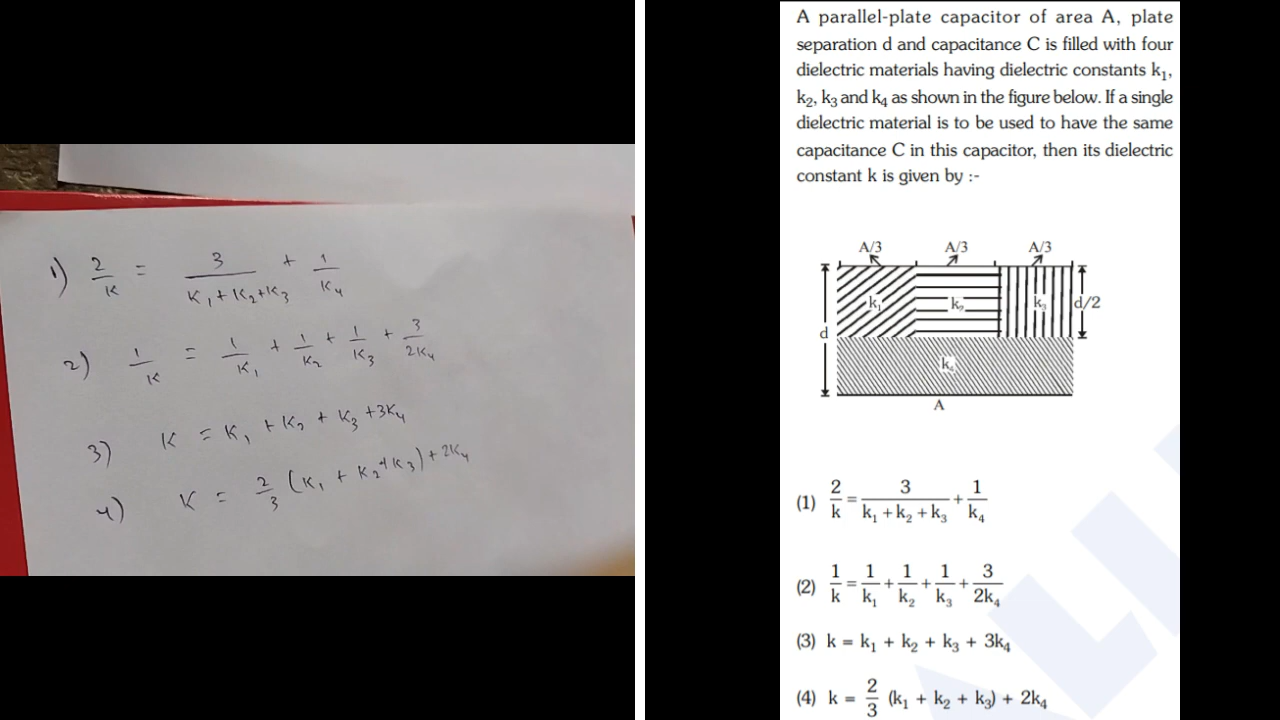 1) 2/K = 3/(K₁+K₂+K₃) + 1/K₄
2) 1/K = 1/K₁ + 1/K₂ + 1/K₃ + 3/2K₄
3) K = K₁ + K₂ + K₃ + 3K₄
4) K = 2/3 (K₁ + K₂ + K₃) + 2K₄
A parallel-plate capacitor of area A, plate
separation d and capacitance C is filled with four
dielectric materials having dielectric constants k₁,
k₂, k₃ and k₄ as shown in the figure below. If a single
dielectric material is to be used to have the same
capacitance C in this capacitor, then its dielectric
constant k is given by :-
A/3 A/3 A/3
k₁ k₂ k₃ d/2
d
k₄
A
(1) 2/k = 3/(k₁ + k₂ + k₃) + 1/k₄
(2) 1/k = 1/k₁ + 1/k₂ + 1/k₃ + 3/2k₄
(3) k = k₁ + k₂ + k₃ + 3k₄
(4) k = 2/3 (k₁ + k₂ + k₃) + 2k₄